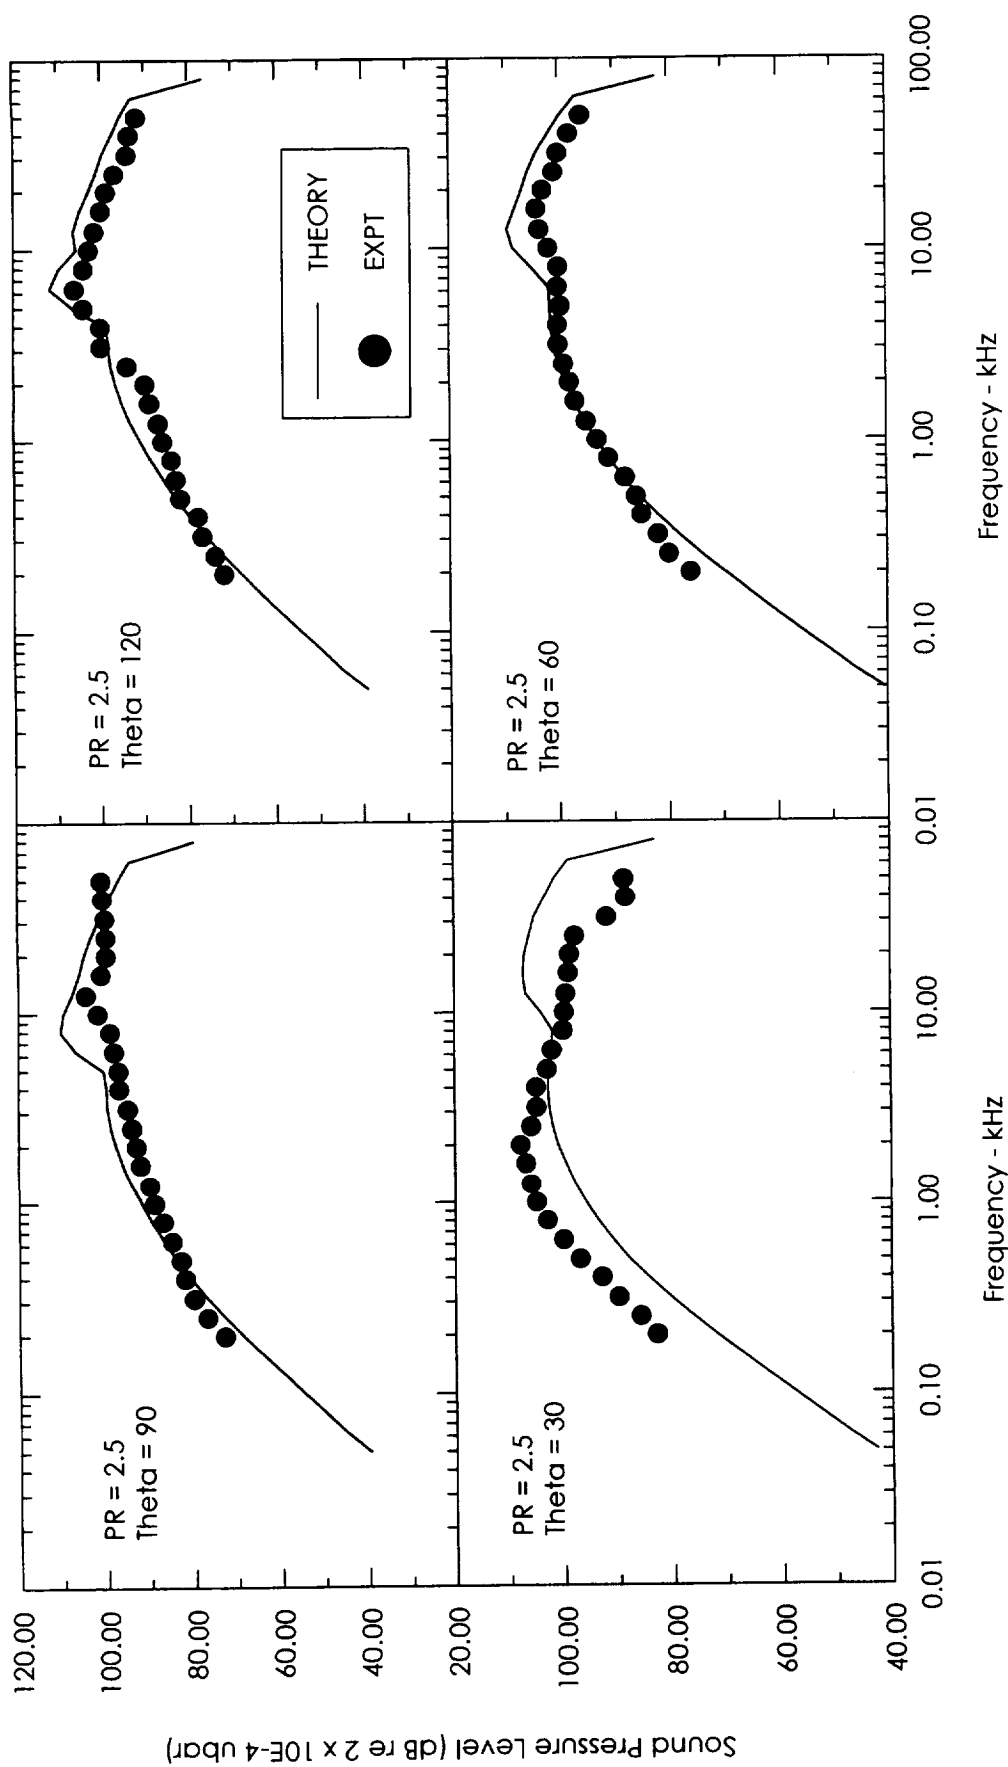 Sound Pressure Level (dB re 2 x 10E-4 ubar)
120.00
100.00
80.00
60.00
40.00
20.00
100.00
80.00
60.00
40.00
PR = 2.5
Theta = 90
PR = 2.5
Theta = 120
THEORY
EXPT
PR = 2.5
Theta = 30
PR = 2.5
Theta = 60
0.01
0.10
1.00
10.00
0.01
0.10
1.00
10.00
100.00
Frequency - kHz
Frequency - kHz